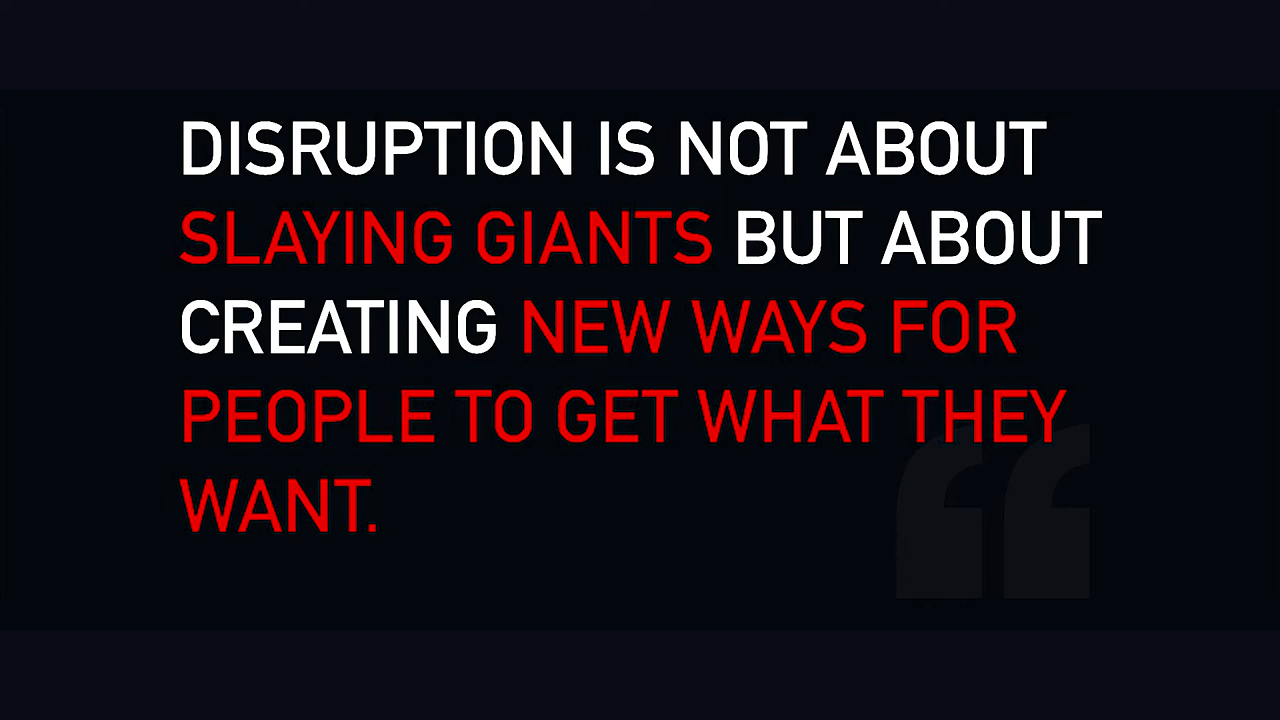 DISRUPTION IS NOT ABOUT
SLAYING GIANTS BUT ABOUT
CREATING NEW WAYS FOR
PEOPLE TO GET WHAT THEY
WANT.